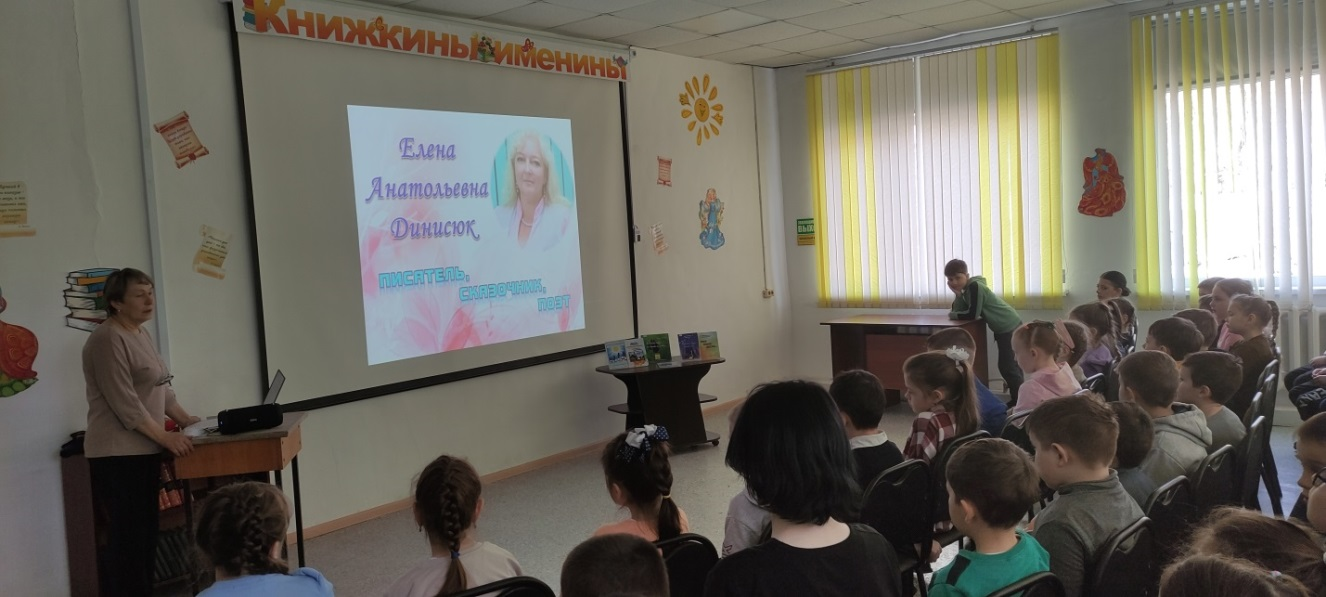 Книжкины именины
Елена
Анатольевна
Динисюк
ПИСАТЕЛЬ,
СКАЗОЧНИК,
ПОЭТ